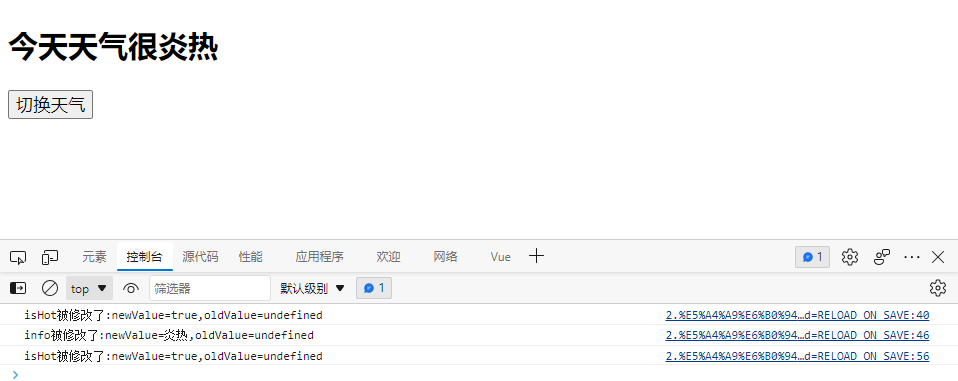 今天天气很炎热
切换天气
元素 控制台 源代码 性能 应用程序 欢迎 网络 Vue 1
top 筛选器 默认级别 1
isHot被修改了:newValue=true,oldValue=undefined 2.%E5%A4%A9%E6%B0%94…d=RELOAD_ON_SAVE:40
info被修改了:newValue=炎热,oldValue=undefined 2.%E5%A4%A9%E6%B0%94…d=RELOAD_ON_SAVE:46
isHot被修改了:newValue=true,oldValue=undefined 2.%E5%A4%A9%E6%B0%94…d=RELOAD_ON_SAVE:56